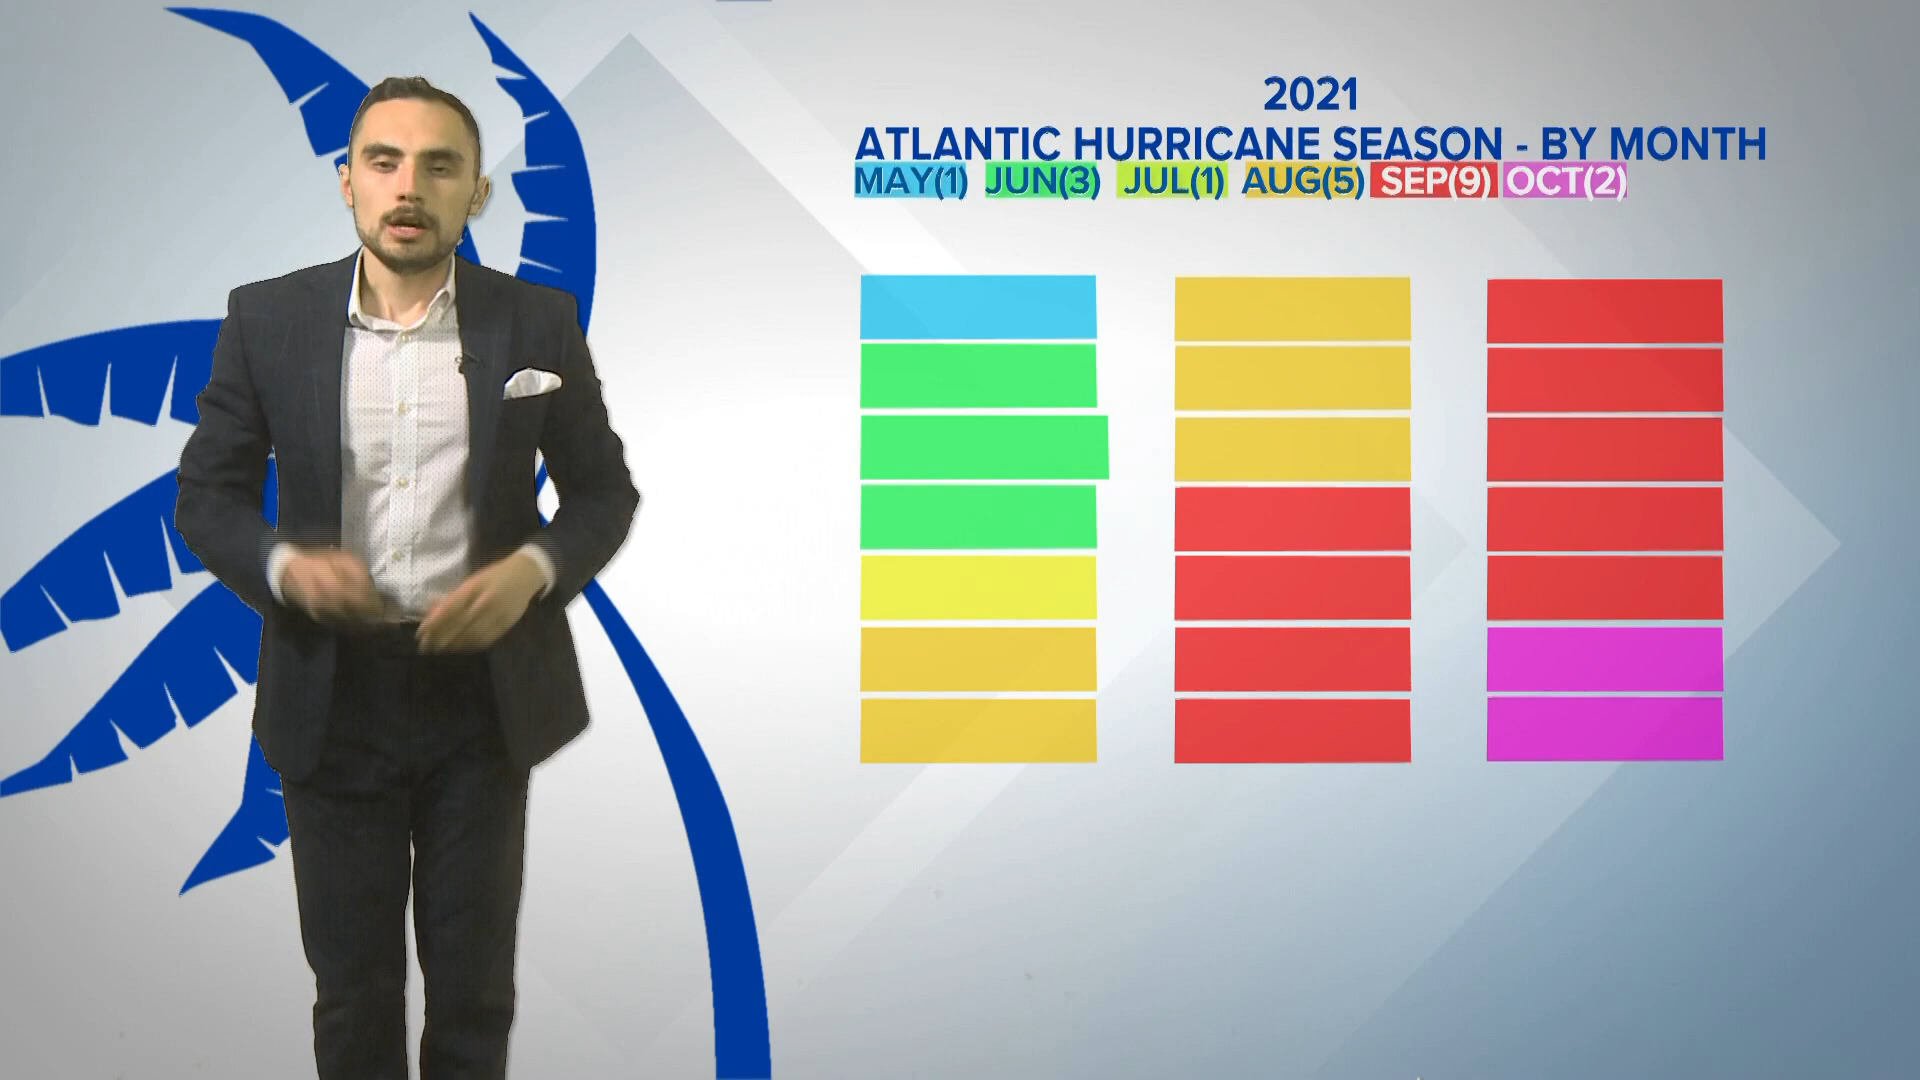 2021
ATLANTIC HURRICANE SEASON - BY MONTH
MAY(1) JUN(3) JUL(1) AUG(5) SEP(9) OCT(2)